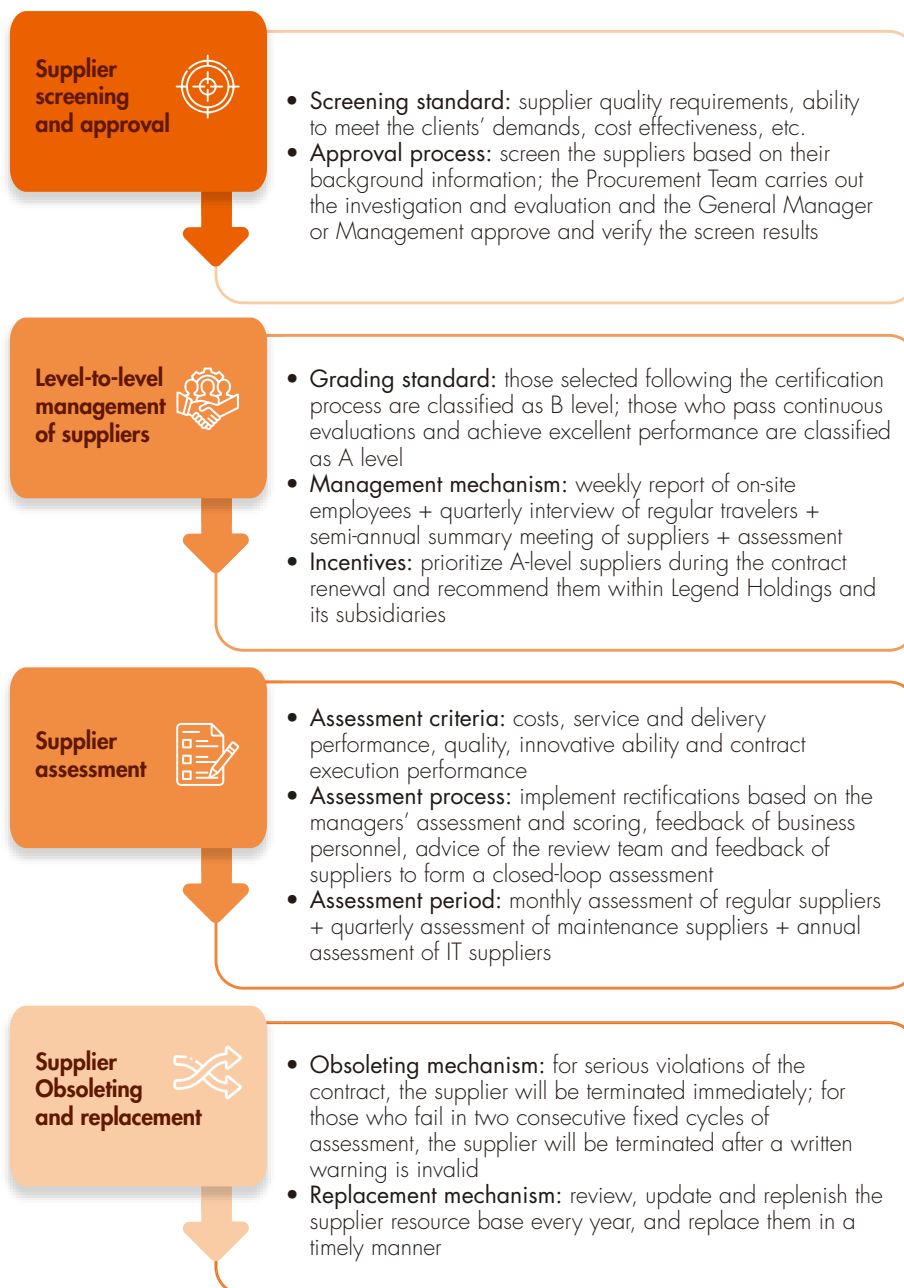 Supplier
screening
and approval
• Screening standard: supplier quality requirements, ability
to meet the clients’ demands, cost effectiveness, etc.
• Approval process: screen the suppliers based on their
background information; the Procurement Team carries out
the investigation and evaluation and the General Manager
or Management approve and verify the screen results
Level-to-level
management
of suppliers
• Grading standard: those selected following the certification
process are classified as B level; those who pass continuous
evaluations and achieve excellent performance are classified
as A level
• Management mechanism: weekly report of on-site
employees + quarterly interview of regular travelers +
semi-annual summary meeting of suppliers + assessment
• Incentives: prioritize A-level suppliers during the contract
renewal and recommend them within Legend Holdings and
its subsidiaries
Supplier
assessment
• Assessment criteria: costs, service and delivery
performance, quality, innovative ability and contract
execution performance
• Assessment process: implement rectifications based on the
managers’ assessment and scoring, feedback of business
personnel, advice of the review team and feedback of
suppliers to form a closed-loop assessment
• Assessment period: monthly assessment of regular suppliers
+ quarterly assessment of maintenance suppliers + annual
assessment of IT suppliers
Supplier
Obsoleting
and replacement
• Obsoleting mechanism: for serious violations of the
contract, the supplier will be terminated immediately; for
those who fail in two consecutive fixed cycles of
assessment, the supplier will be terminated after a written
warning is invalid
• Replacement mechanism: review, update and replenish the
supplier resource base every year, and replace them in a
timely manner